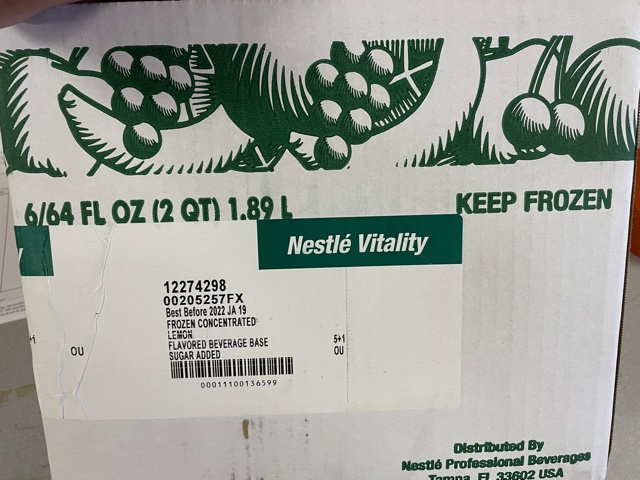 6/64 FL OZ (2 QT) 1.89 L
KEEP FROZEN
Nestlé Vitality
12274298
00205257FX
Best Before 2022 JA 19
FROZEN CONCENTRATED
LEMON
FLAVORED BEVERAGE BASE
SUGAR ADDED
5+1
OU
OU
00011100136599
Distributed By
Nestlé Professional Beverages
Tampa, FL 33602 USA